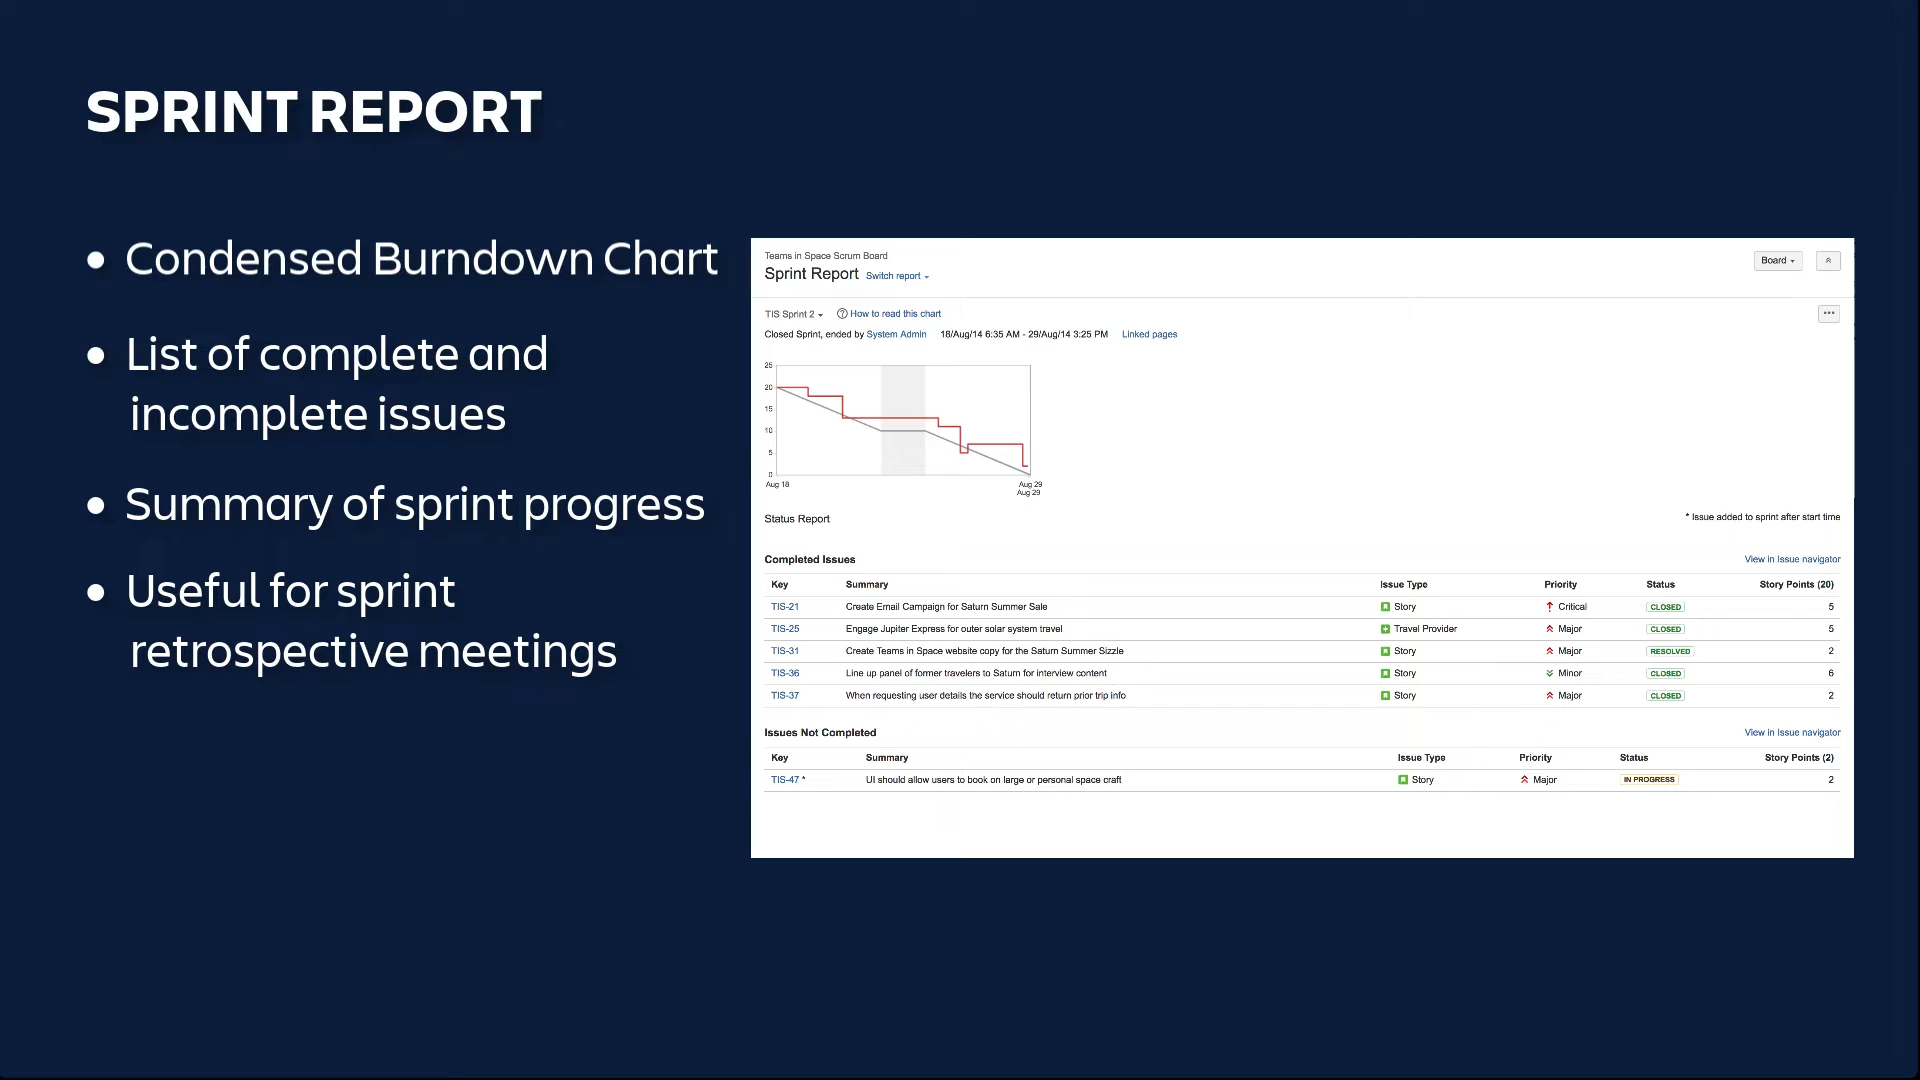 SPRINT REPORT
• Condensed Burndown Chart
• List of complete and
incomplete issues
• Summary of sprint progress
• Useful for sprint
retrospective meetings
Teams in Space Scrum Board
Sprint Report Switch report
Board
TIS Sprint 2 ? How to read this chart
...
Closed Sprint, ended by System Admin 18/Aug/14 6:35 AM - 29/Aug/14 3:25 PM Linked pages
25
20
15
10
5
0
Aug 18 Aug 29
Aug 29
Status Report * Issue added to sprint after start time
Completed Issues View in Issue navigator
Key Summary Issue Type Priority Status Story Points (20)
TIS-21 Create Email Campaign for Saturn Summer Sale Story Critical CLOSED 5
TIS-25 Engage Jupiter Express for outer solar system travel Travel Provider Major CLOSED 5
TIS-31 Create Teams in Space website copy for the Saturn Summer Sizzle Story Major RESOLVED 2
TIS-36 Line up panel of former travelers to Saturn for interview content Story Minor CLOSED 6
TIS-37 When requesting user details the service should return prior trip info Story Major CLOSED 2
Issues Not Completed View in Issue navigator
Key Summary Issue Type Priority Status Story Points (2)
TIS-47 * UI should allow users to book on large or personal space craft Story Major IN PROGRESS 2